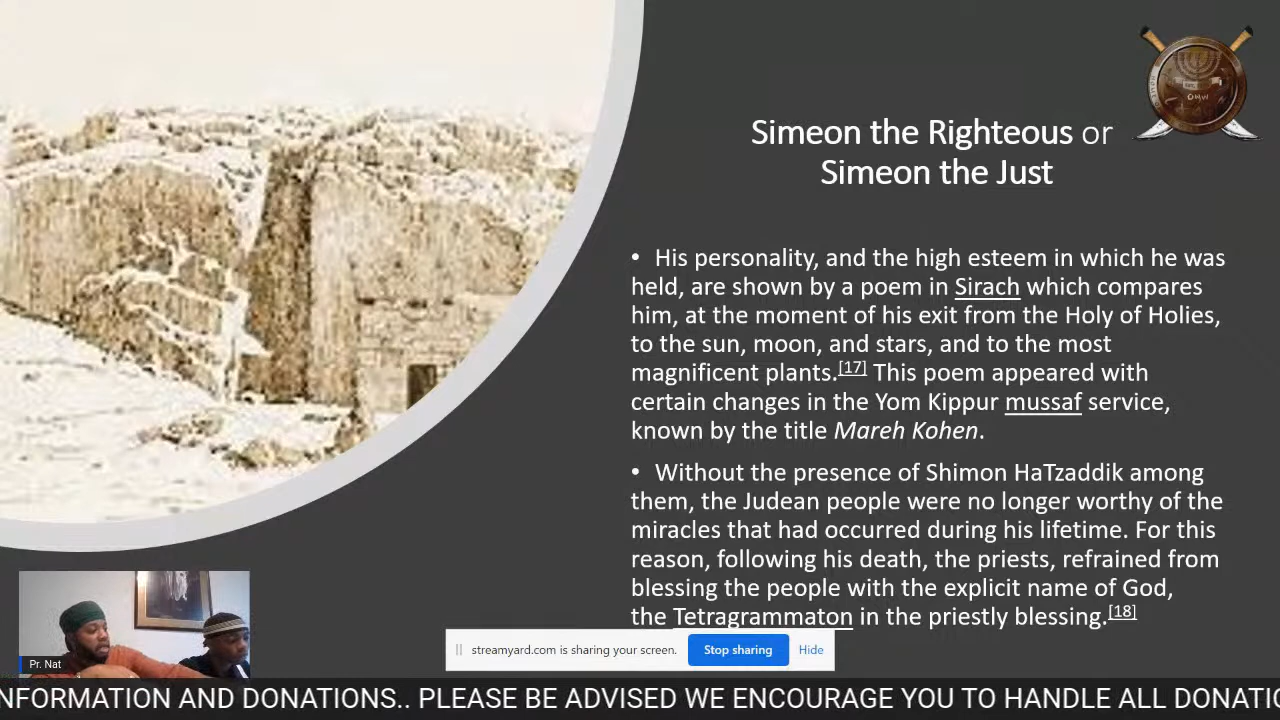 Simeon the Righteous or
Simeon the Just
• His personality, and the high esteem in which he was
held, are shown by a poem in Sirach which compares
him, at the moment of his exit from the Holy of Holies,
to the sun, moon, and stars, and to the most
magnificent plants.[17] This poem appeared with
certain changes in the Yom Kippur mussaf service,
known by the title Mareh Kohen.
• Without the presence of Shimon HaTzaddik among
them, the Judean people were no longer worthy of the
miracles that had occurred during his lifetime. For this
reason, following his death, the priests, refrained from
blessing the people with the explicit name of God,
the Tetragrammaton in the priestly blessing.[18]
streamyard.com is sharing your screen. Stop sharing Hide
Pr. Nat
NFORMATION AND DONATIONS.. PLEASE BE ADVISED WE ENCOURAGE YOU TO HANDLE ALL DONATIO